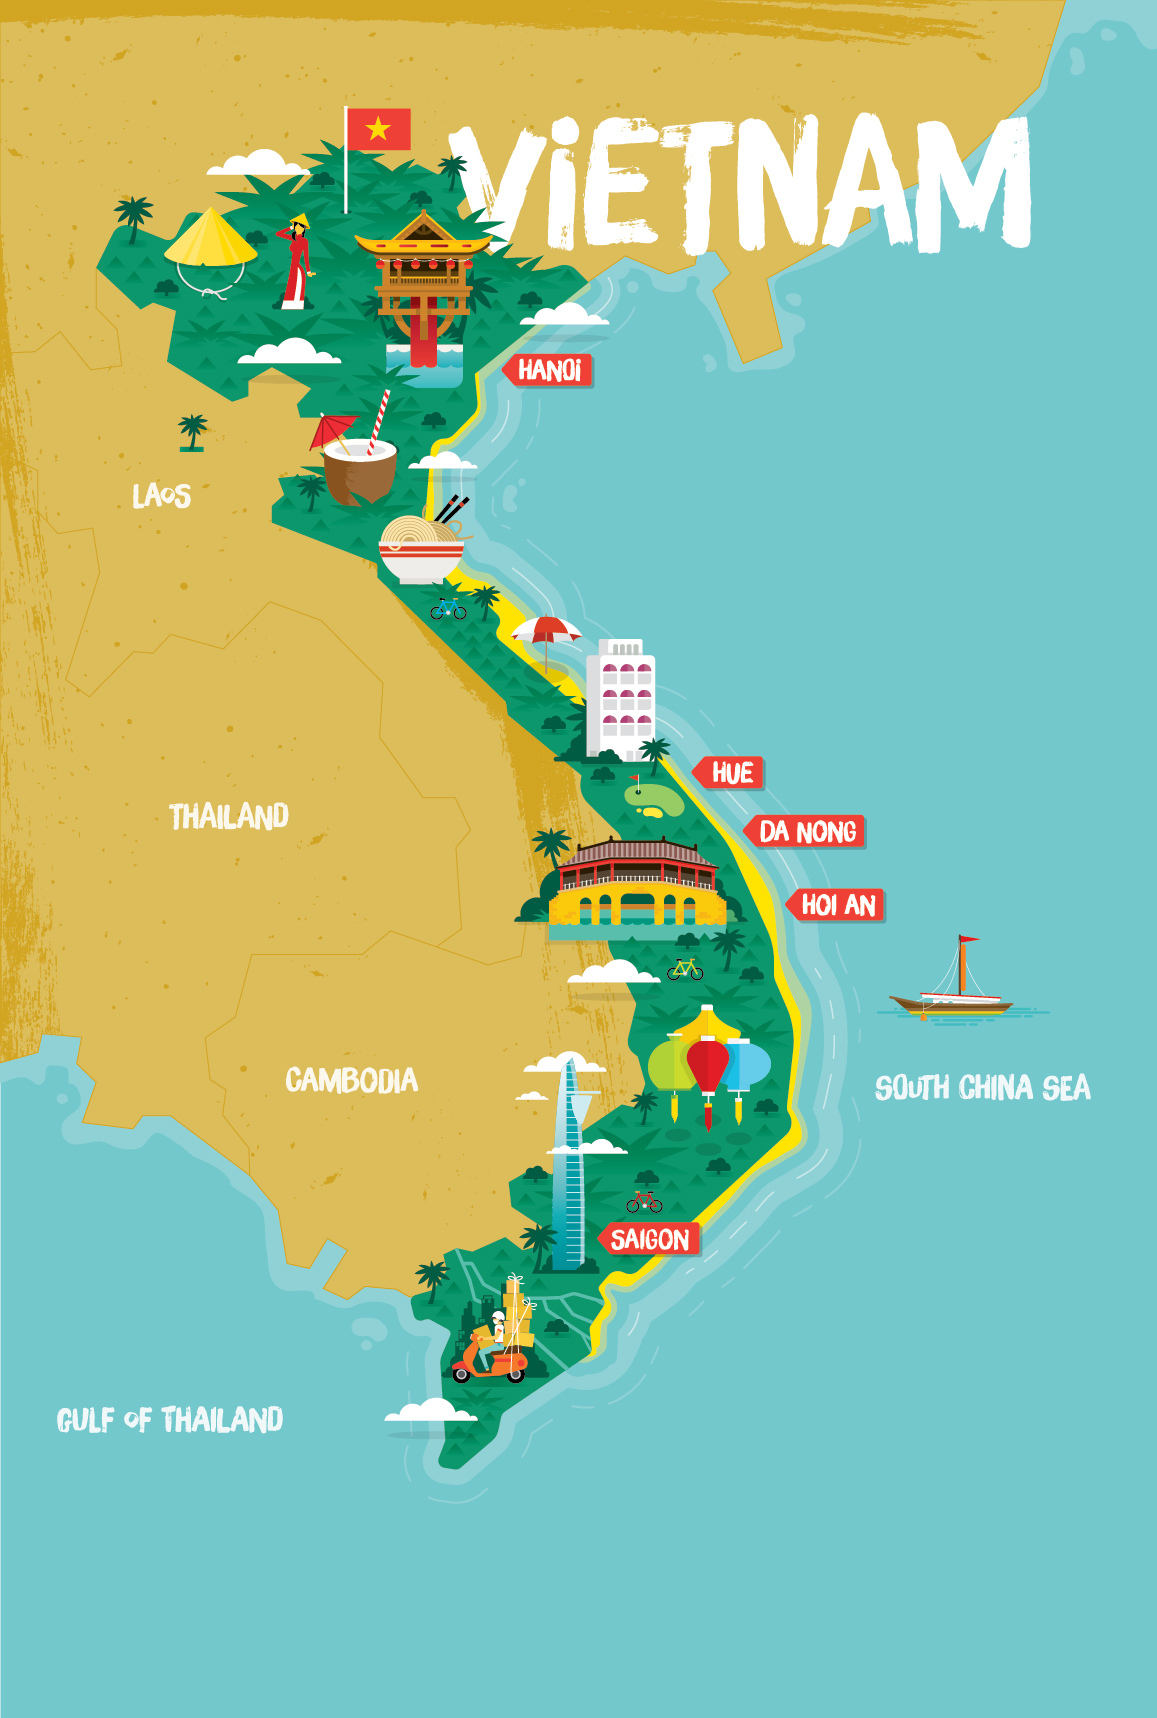 ViETNAM
HANOi
LAoS
HUE
THAILAND
DA NONG
HOI AN
CAMBODIA
SOUTH CHINA SEA
SAIGON
GULF oF THAILAND